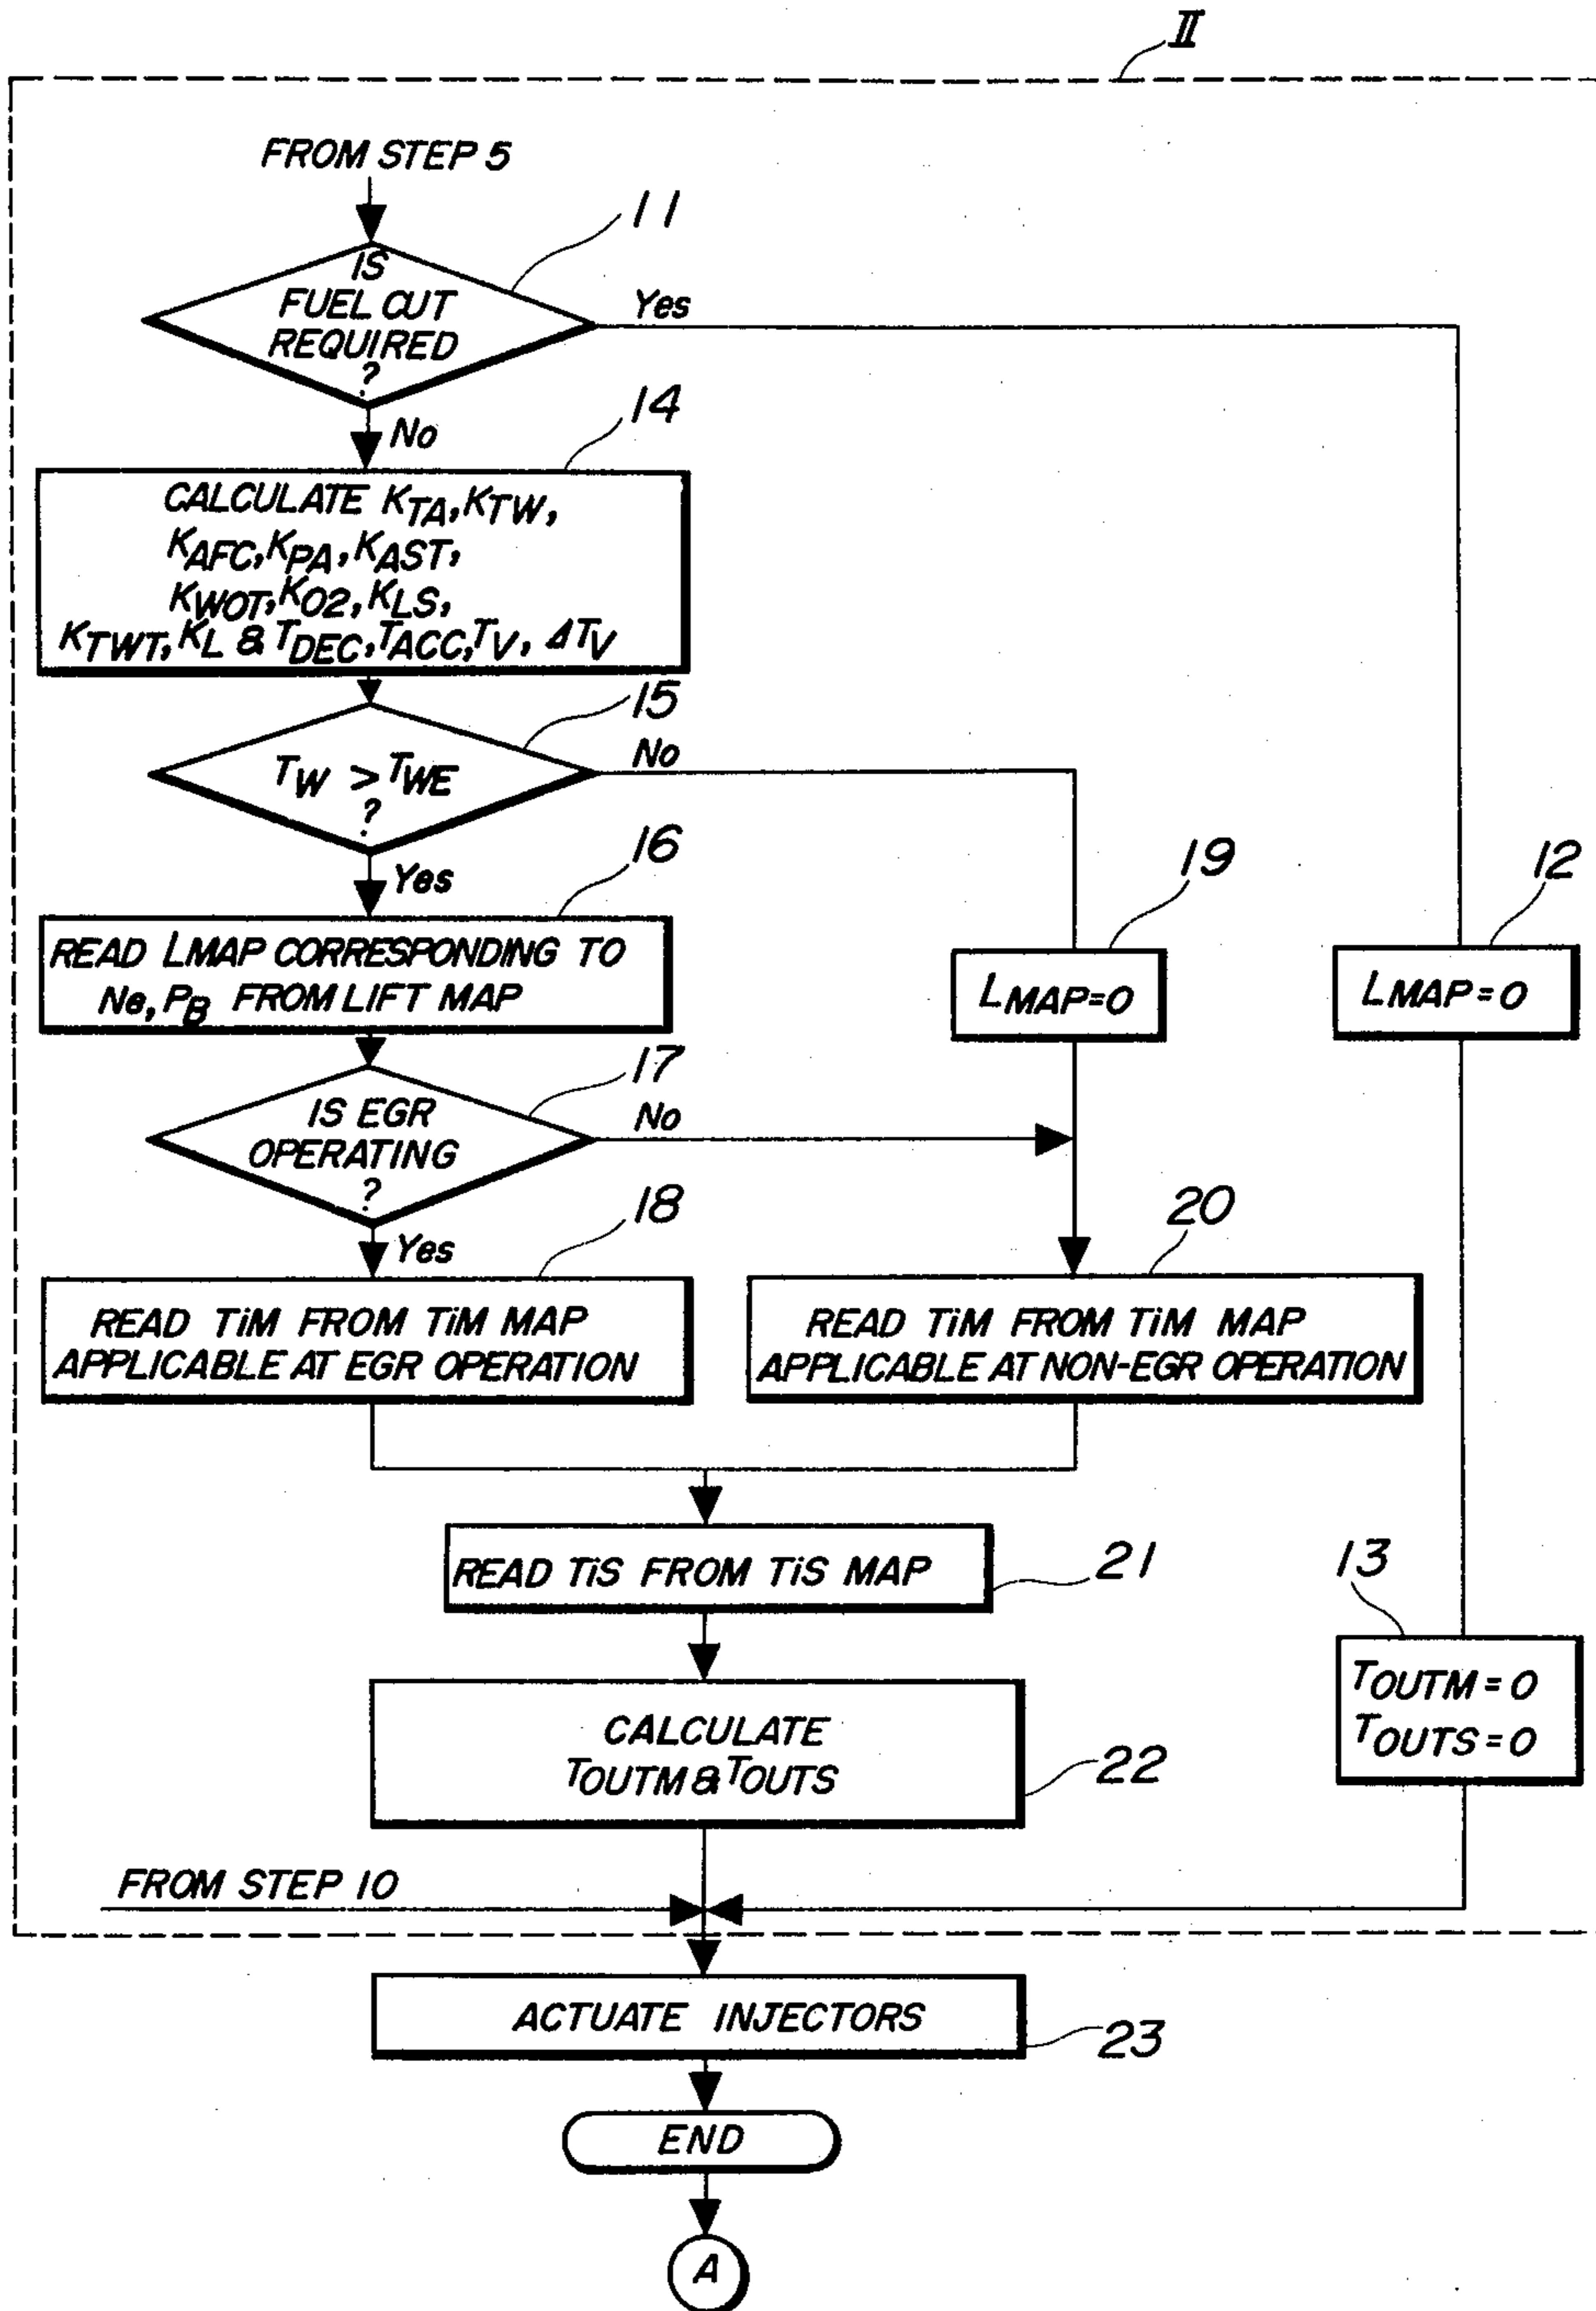 II
FROM STEP 5
11
IS
FUEL CUT
REQUIRED
?
Yes
No
14
CALCULATE KTA, KTW,
KAFC, KPA, KAST,
KWOT, KO2, KLS,
KTWT, KL & TDEC, TACC, TV, ΔTV
15
TW > TWE
?
No
Yes
16
READ LMAP CORRESPONDING TO
Ne, PB FROM LIFT MAP
19
LMAP=0
12
LMAP=0
17
IS EGR
OPERATING
?
No
Yes
18
READ TiM FROM TiM MAP
APPLICABLE AT EGR OPERATION
20
READ TiM FROM TiM MAP
APPLICABLE AT NON-EGR OPERATION
READ TiS FROM TiS MAP
21
13
TOUTM = 0
TOUTS = 0
CALCULATE
TOUTM & TOUTS
22
FROM STEP 10
ACTUATE INJECTORS
23
END
A